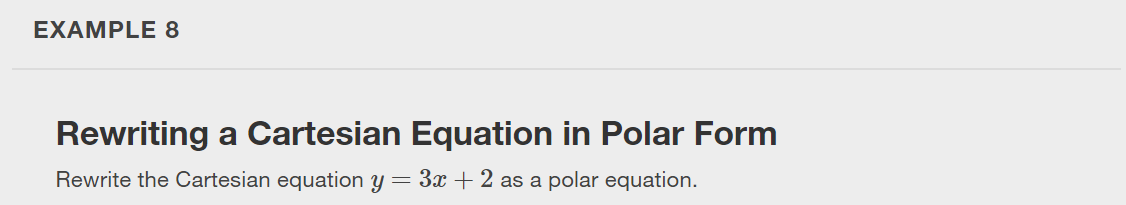 EXAMPLE 8
Rewriting a Cartesian Equation in Polar Form
Rewrite the Cartesian equation y = 3x + 2 as a polar equation.